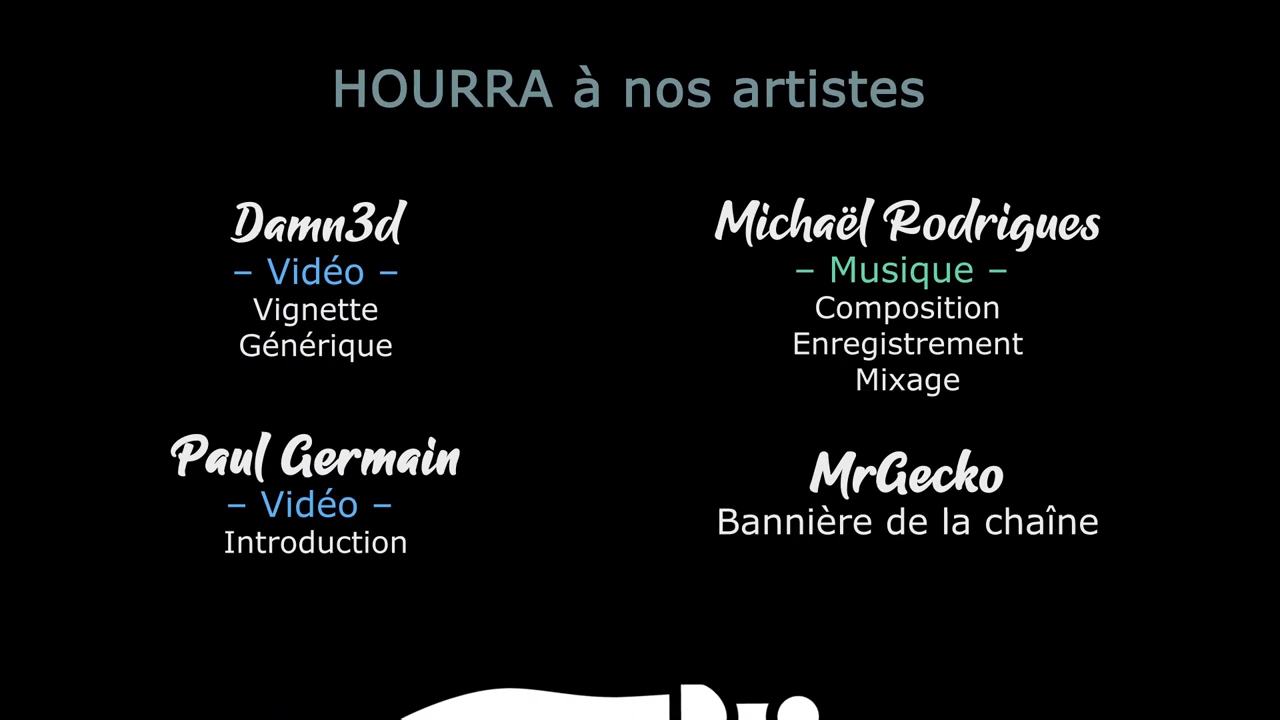 HOURRA à nos artistes
Damn3d
– Vidéo –
Vignette
Générique
Michaël Rodrigues
– Musique –
Composition
Enregistrement
Mixage
Paul Germain
– Vidéo –
Introduction
MrGecko
Bannière de la chaîne